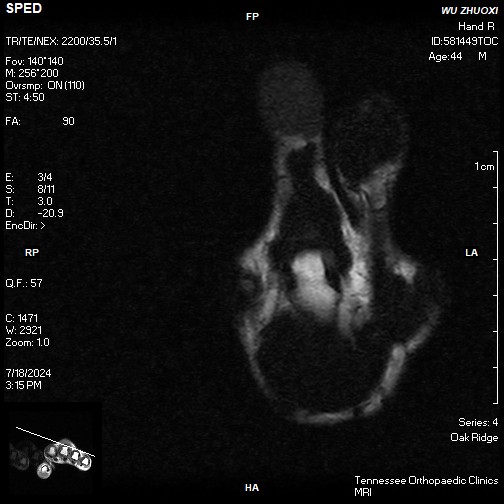 SPED
FP
WU ZHUOXI
Hand R
ID:581449TOC
Age:44 M
TR/TE/NEX: 2200/35.5/1
Fov: 140*140
M: 256*200
Ovrsmp: ON (110)
ST: 4:50
FA: 90
1cm
E: 3/4
S: 8/11
T: 3.0
D: -20.9
EncDir: >
RP
LA
Q.F.: 57
C: 1471
W: 2921
Zoom: 1.0
7/18/2024
3:15 PM
Series: 4
Oak Ridge
HA
Tennessee Orthopaedic Clinics
MRI